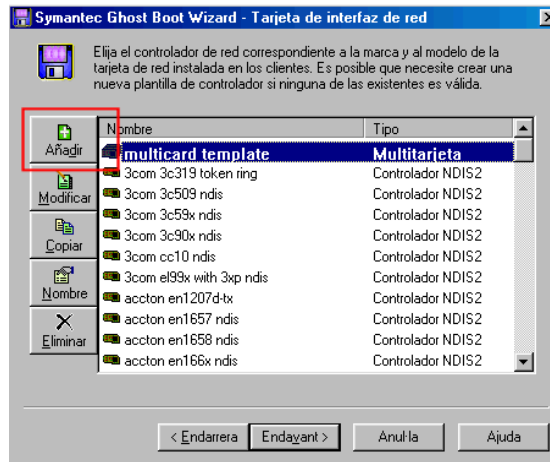 Symantec Ghost Boot Wizard - Tarjeta de interfaz de red
Elija el controlador de red correspondiente a la marca y al modelo de la
tarjeta de red instalada en los clientes. Es posible que necesite crear una
nueva plantilla de controlador si ninguna de las existentes es válida.
Añadir
Modificar
Copiar
Nombre
Eliminar
Nombre Tipo
multicard template Multitarjeta
3com 3c319 token ring Controlador NDIS2
3com 3c509 ndis Controlador NDIS2
3com 3c59x ndis Controlador NDIS2
3com 3c90x ndis Controlador NDIS2
3com cc10 ndis Controlador NDIS2
3com el99x with 3xp ndis Controlador NDIS2
accton en1207d-tx Controlador NDIS2
accton en1657 ndis Controlador NDIS2
accton en1658 ndis Controlador NDIS2
accton en166x ndis Controlador NDIS2
< Endarrera Endavant > Anul·la Ajuda